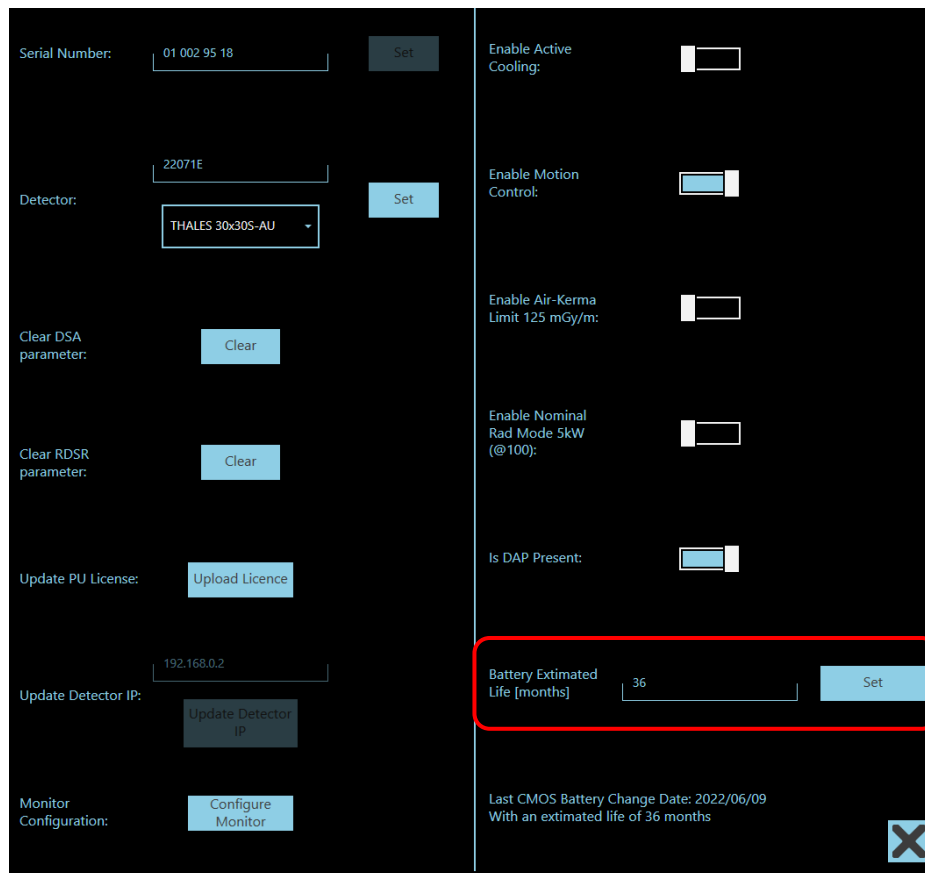 Serial Number:
01 002 95 18
Set
22071E
Detector:
THALES 30x30S-AU
Set
Clear DSA
parameter:
Clear
Clear RDSR
parameter:
Clear
Update PU License:
Upload Licence
192.168.0.2
Update Detector IP:
Update Detector
IP
Monitor
Configuration:
Configure
Monitor
Enable Active
Cooling:
Enable Motion
Control:
Enable Air-Kerma
Limit 125 mGy/m:
Enable Nominal
Rad Mode 5kW
(@100):
Is DAP Present:
Battery Extimated
Life [months]
36
Set
Last CMOS Battery Change Date: 2022/06/09
With an extimated life of 36 months